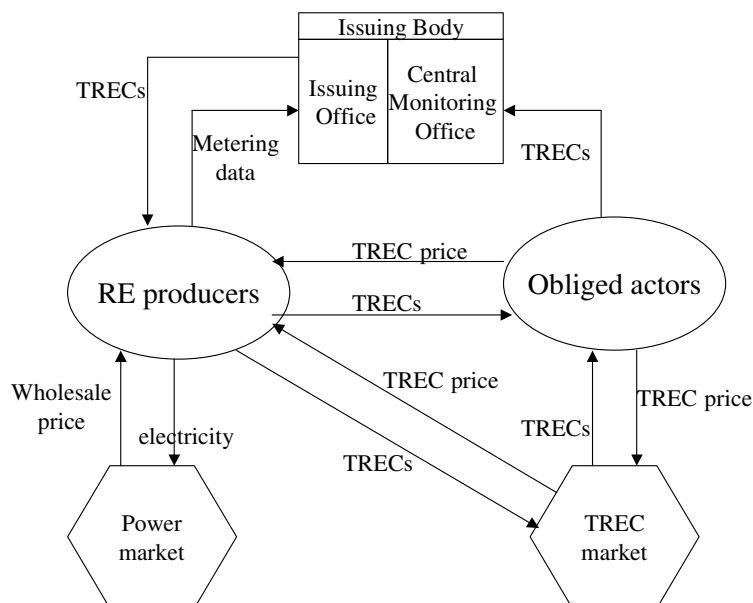 Issuing Body
TRECs
Issuing
Office
Central
Monitoring
Office
Metering
data
TRECs
TREC price
RE producers
Obliged actors
TRECs
Wholesale
price
TREC price
TREC price
electricity
TRECs
TRECs
Power
market
TREC
market